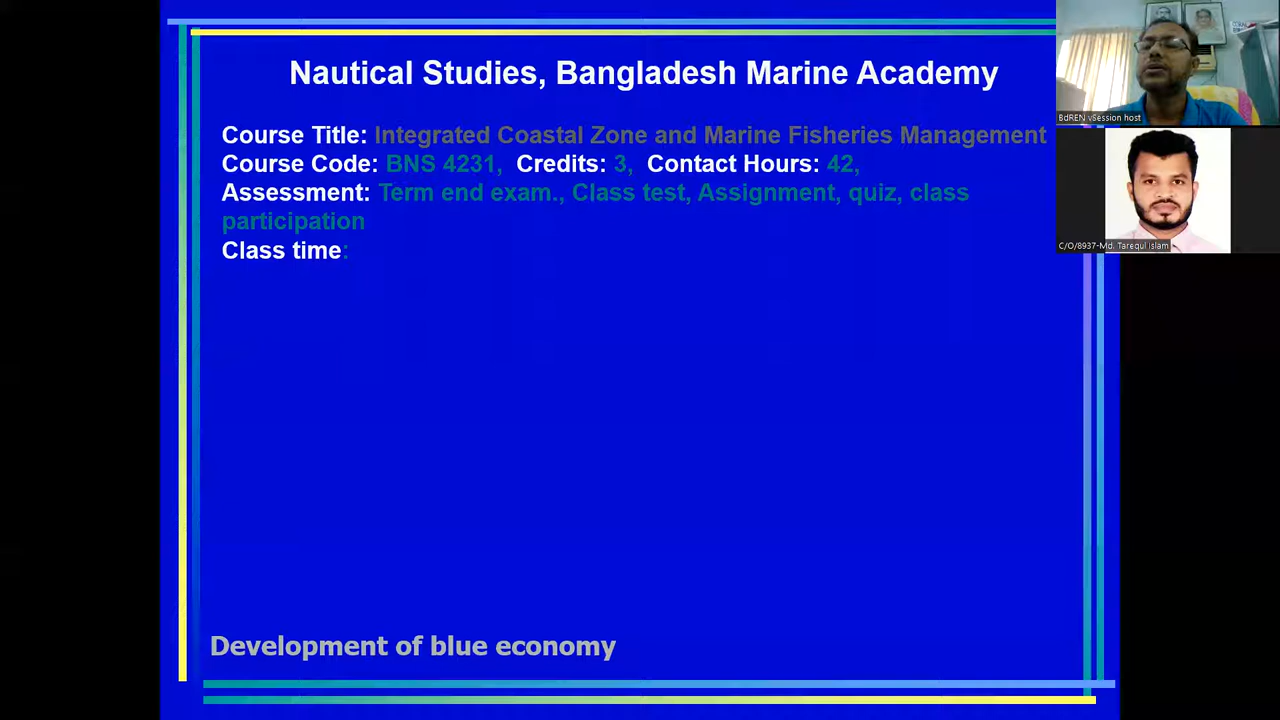 Nautical Studies, Bangladesh Marine Academy
Course Title: Integrated Coastal Zone and Marine Fisheries Management
Course Code: BNS 4231, Credits: 3, Contact Hours: 42,
Assessment: Term end exam., Class test, Assignment, quiz, class
participation
Class time:
Development of blue economy
BdREN vSession host
C/O/8937-Md. Tarequl Islam